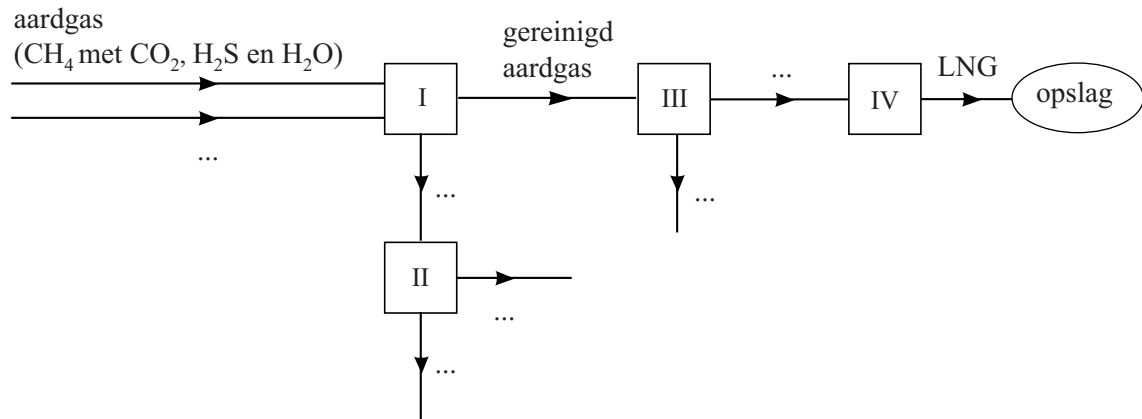 aardgas
(CH₄ met CO₂, H₂S en H₂O)
...
I
gereinigd
aardgas
III
...
IV
LNG
opslag
...
...
II
...
...